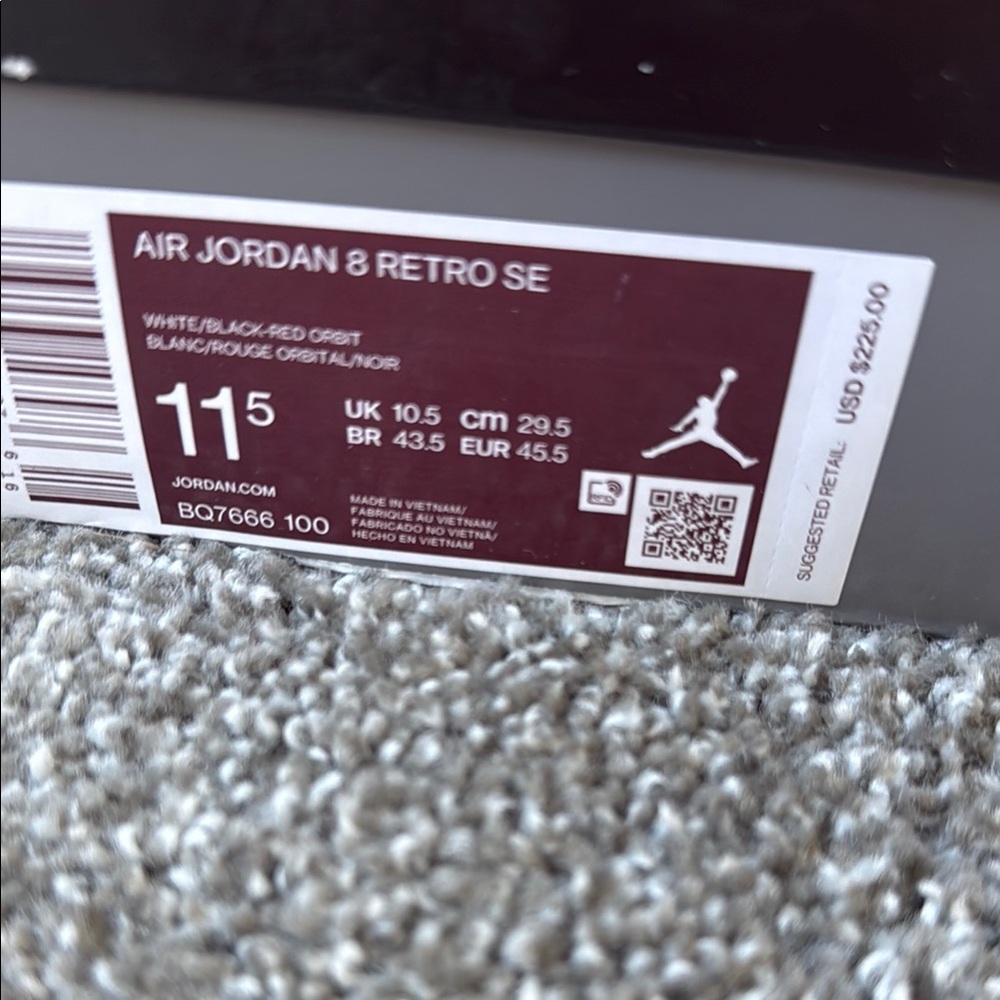 AIR JORDAN 8 RETRO SE
WHITE/BLACK-RED ORBIT
BLANC/ROUGE ORBITAL/NOIR
11 5
UK 10.5 cm 29.5
BR 43.5 EUR 45.5
JORDAN.COM
BQ7666 100
MADE IN VIETNAM/
FABRIQUE AU VIETNAM/
FABRICADO NO VIETNÃ/
HECHO EN VIETNAM
SUGGESTED RETAIL: USD $225.00